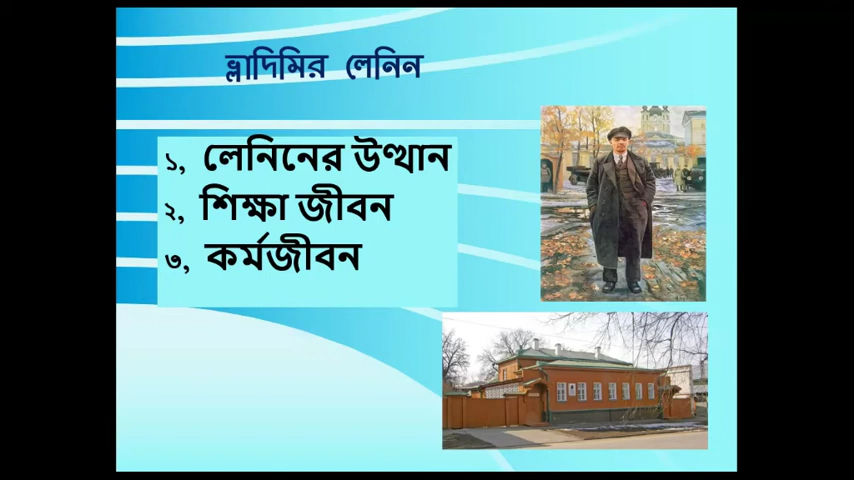 ভ্লাদিমির লেনিন
১, লেনিনের উত্থান
২, শিক্ষা জীবন
৩, কর্মজীবন